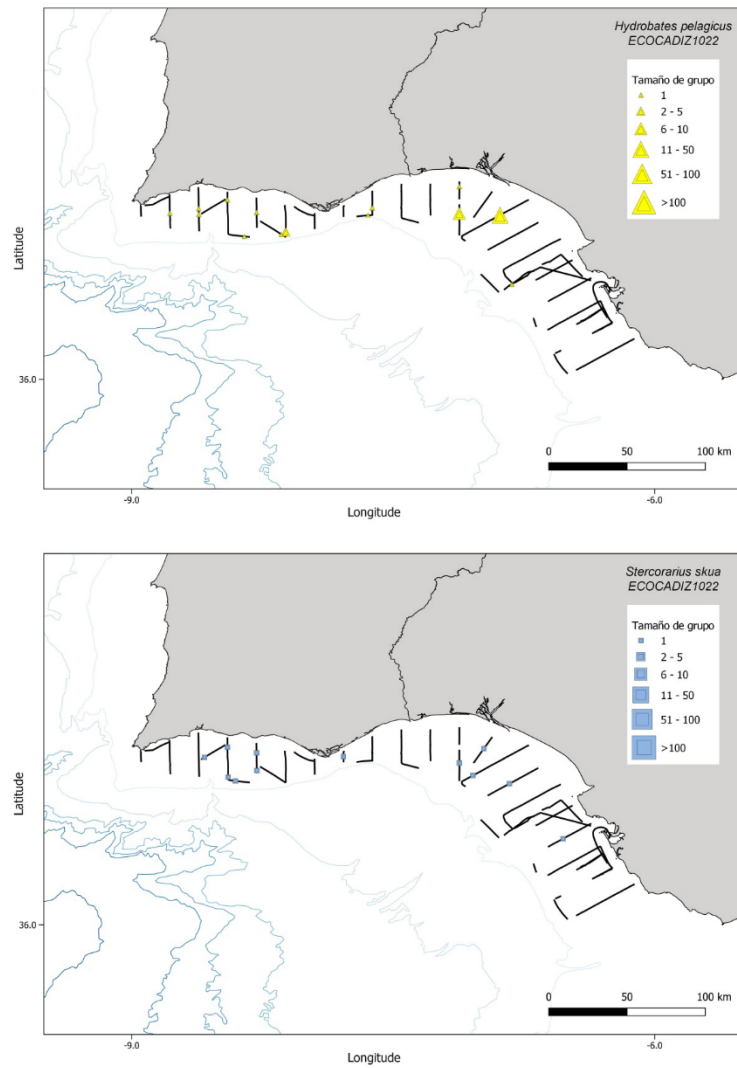 Hydrobates pelagicus
ECOCADIZ1022
Tamaño de grupo
1
2 - 5
6 - 10
11 - 50
51 - 100
>100
Latitude
36.0
0 50 100 km
-9.0 -6.0
Longitude
Stercorarius skua
ECOCADIZ1022
Tamaño de grupo
1
2 - 5
6 - 10
11 - 50
51 - 100
>100
Latitude
36.0
0 50 100 km
-9.0 -6.0
Longitude